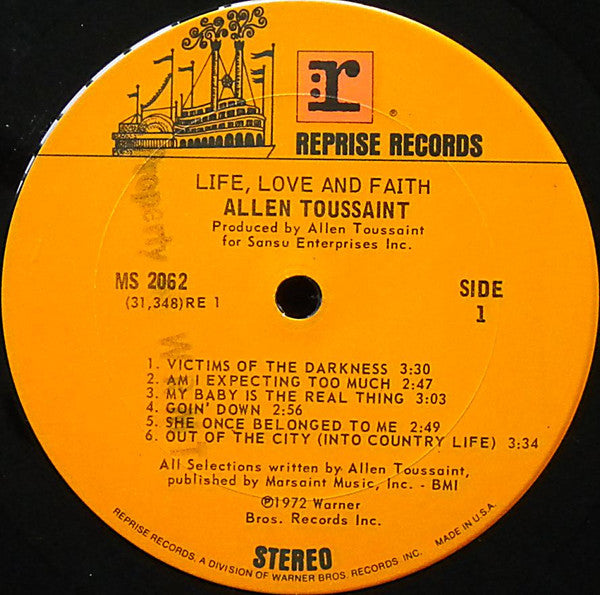 r
®
REPRISE RECORDS
LIFE, LOVE AND FAITH
ALLEN TOUSSAINT
Produced by Allen Toussaint
for Sansu Enterprises Inc.
MS 2062
(31,348)RE 1
SIDE
1
1. VICTIMS OF THE DARKNESS 3:30
2. AM I EXPECTING TOO MUCH 2:47
3. MY BABY IS THE REAL THING 3:03
4. GOIN' DOWN 2:56
5. SHE ONCE BELONGED TO ME 2:49
6. OUT OF THE CITY (INTO COUNTRY LIFE) 3:34
All Selections written by Allen Toussaint,
published by Marsaint Music, Inc. - BMI
℗1972 Warner
Bros. Records Inc.
STEREO
REPRISE RECORDS, A DIVISION OF WARNER BROS. RECORDS INC. MADE IN U.S.A.